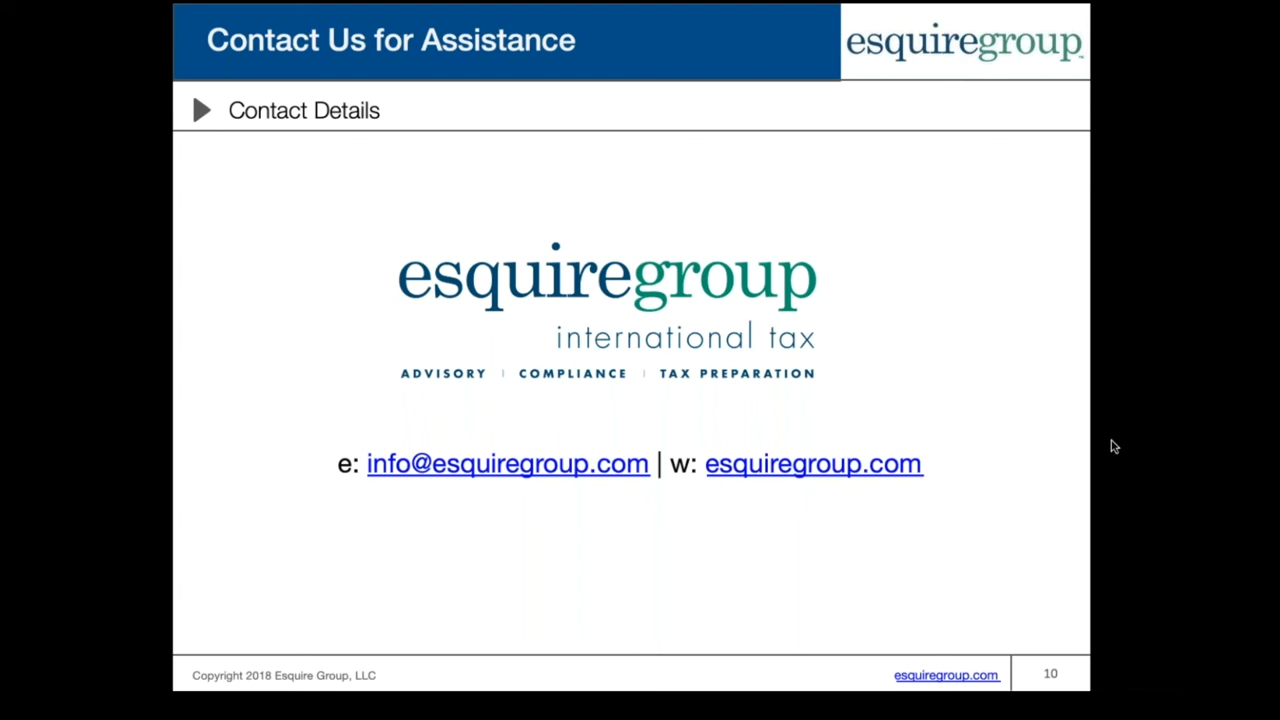 Contact Us for Assistance
esquiregroup
Contact Details
esquiregroup
international tax
ADVISORY | COMPLIANCE | TAX PREPARATION
e: info@esquiregroup.com | w: esquiregroup.com
Copyright 2018 Esquire Group, LLC
esquiregroup.com
10